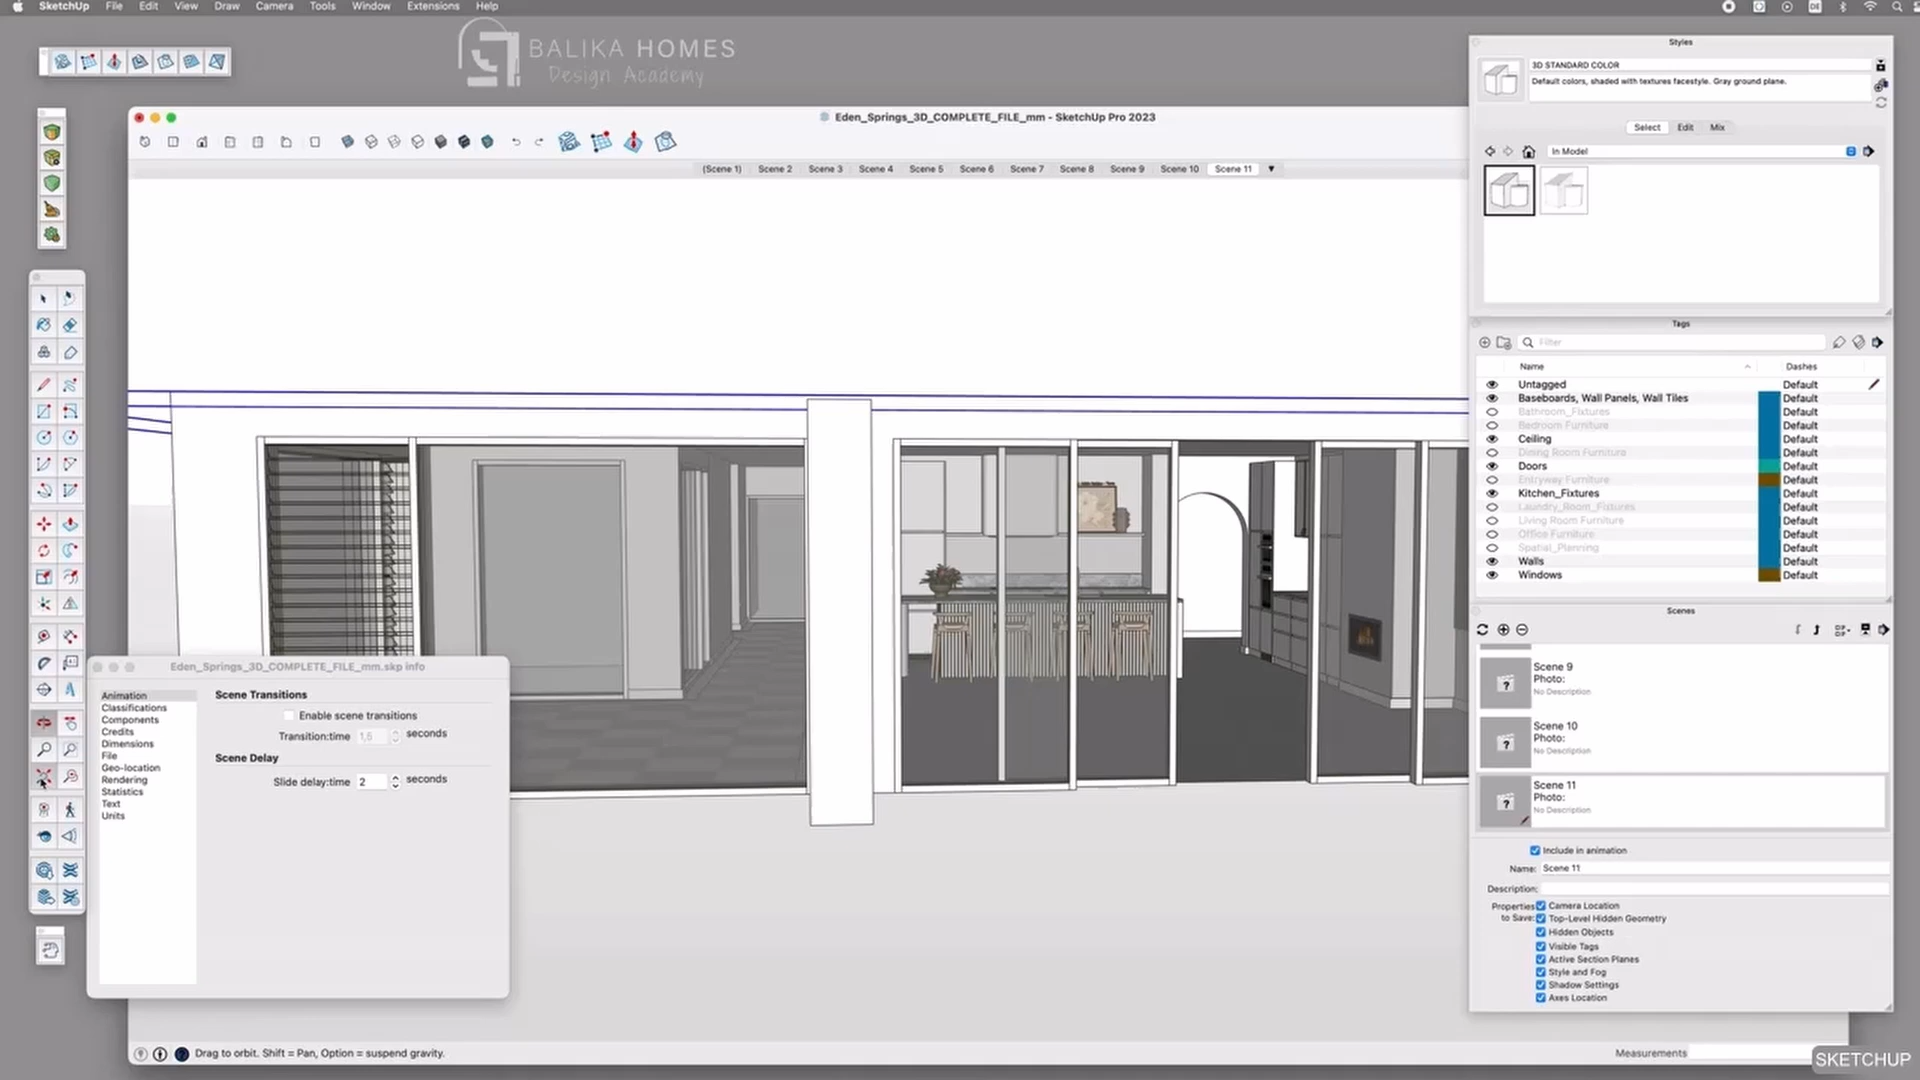 SketchUp File Edit View Draw Camera Tools Window Extensions Help
BALIKA HOMES
Design Academy
Eden_Springs_3D_COMPLETE_FILE_mm - SketchUp Pro 2023
(Scene 1) Scene 2 Scene 3 Scene 4 Scene 5 Scene 6 Scene 7 Scene 8 Scene 9 Scene 10 Scene 11
Styles
3D STANDARD COLOR
Default colors, shaded with textures facestyle. Gray ground plane.
Select Edit Mix
In Model
Tags
Filter
Name Dashes
Untagged Default
Baseboards, Wall Panels, Wall Tiles Default
Bathroom_Fixtures Default
Bedroom Furniture Default
Ceiling Default
Dining Room Furniture Default
Doors Default
Entryway Furniture Default
Kitchen_Fixtures Default
Laundry_Room_Fixtures Default
Living Room Furniture Default
Office Furniture Default
Spatial_Planning Default
Walls Default
Windows Default
Scenes
Scene 9
Photo:
No Description
Scene 10
Photo:
No Description
Scene 11
Photo:
No Description
Include in animation
Name: Scene 11
Description:
Properties to Save:
Camera Location
Top-Level Hidden Geometry
Hidden Objects
Visible Tags
Active Section Planes
Style and Fog
Shadow Settings
Axes Location
Eden_Springs_3D_COMPLETE_FILE_mm.skp info
Animation
Classifications
Components
Credits
Dimensions
File
Geo-location
Rendering
Statistics
Text
Units
Scene Transitions
Enable scene transitions
Transition:time 1,5 seconds
Scene Delay
Slide delay:time 2 seconds
Drag to orbit. Shift = Pan, Option = suspend gravity.
Measurements
SKETCHUP